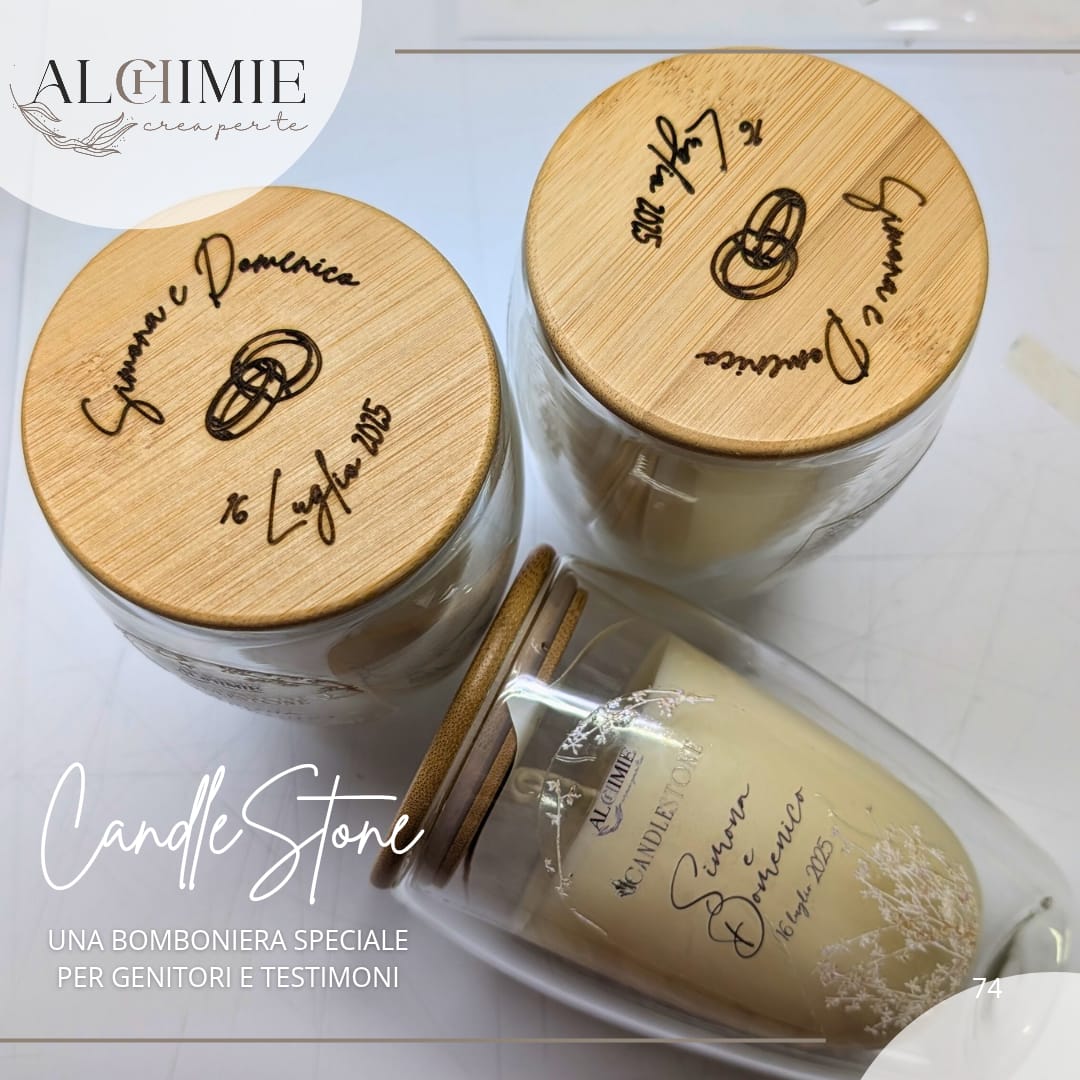 ALCHIMIE
crea per te
Simona e Domenico
16 Luglio 2025
Simona e Domenico
16 Luglio 2025
ALCHIMIE
CANDLESTONE
Simona
e
Domenico
16 luglio 2025
CandleStone
UNA BOMBONIERA SPECIALE
PER GENITORI E TESTIMONI
74